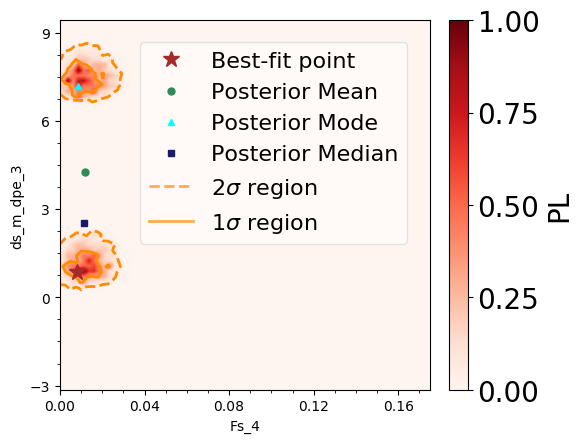 9
6
3
0
−3
ds_m_dpe_3
Best-fit point
Posterior Mean
Posterior Mode
Posterior Median
2σ region
1σ region
0.00 0.04 0.08 0.12 0.16
Fs_4
1.00
0.75
0.50
0.25
0.00
PL